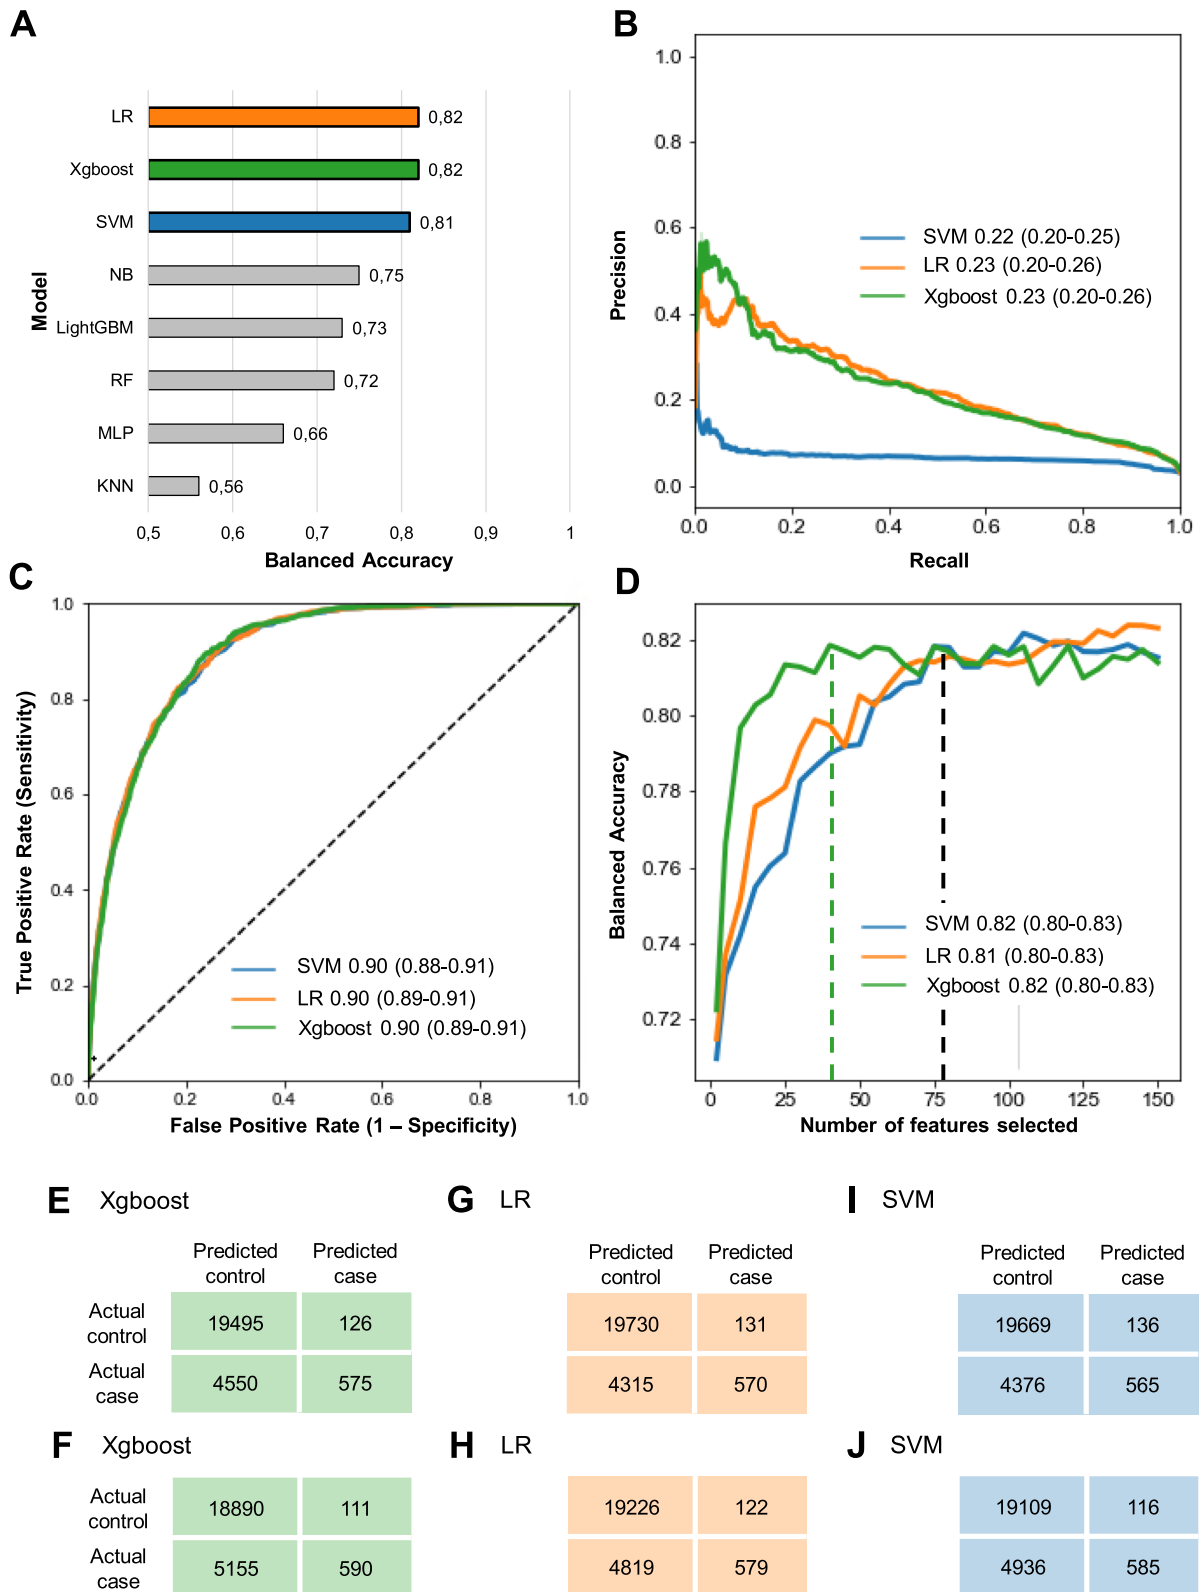 A
LR
0,82
Xgboost
0,82
SVM
0,81
NB
0,75
LightGBM
0,73
RF
0,72
MLP
0,66
KNN
0,56
Model
0,5 0,6 0,7 0,8 0,9 1
Balanced Accuracy
B
1.0
0.8
0.6
0.4
0.2
0.0
Precision
SVM 0.22 (0.20-0.25)
LR 0.23 (0.20-0.26)
Xgboost 0.23 (0.20-0.26)
0.0 0.2 0.4 0.6 0.8 1.0
Recall
C
1.0
0.8
0.6
0.4
0.2
0.0
True Positive Rate (Sensitivity)
SVM 0.90 (0.88-0.91)
LR 0.90 (0.89-0.91)
Xgboost 0.90 (0.89-0.91)
0.0 0.2 0.4 0.6 0.8 1.0
False Positive Rate (1 – Specificity)
D
0.82
0.80
0.78
0.76
0.74
0.72
Balanced Accuracy
SVM 0.82 (0.80-0.83)
LR 0.81 (0.80-0.83)
Xgboost 0.82 (0.80-0.83)
0 25 50 75 100 125 150
Number of features selected
E Xgboost
Predicted control
Predicted case
Actual control
19495 126
Actual case
4550 575
F Xgboost
Actual control
18890 111
Actual case
5155 590
G LR
Predicted control
Predicted case
19730 131
4315 570
H LR
19226 122
4819 579
I SVM
Predicted control
Predicted case
19669 136
4376 565
J SVM
19109 116
4936 585